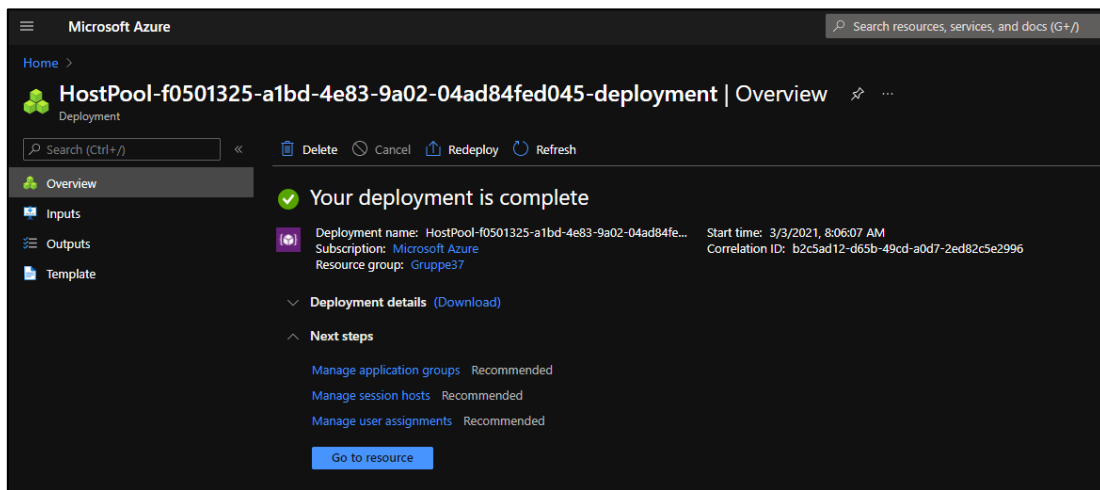 Microsoft Azure
Search resources, services, and docs (G+/)
Home >
HostPool-f0501325-a1bd-4e83-9a02-04ad84fed045-deployment | Overview ...
Deployment
Search (Ctrl+/)
«
Delete Cancel Redeploy Refresh
Overview
Inputs
Outputs
Template
Your deployment is complete
Deployment name: HostPool-f0501325-a1bd-4e83-9a02-04ad84fe...
Subscription: Microsoft Azure
Resource group: Gruppe37
Start time: 3/3/2021, 8:06:07 AM
Correlation ID: b2c5ad12-d65b-49cd-a0d7-2ed82c5e2996
Deployment details (Download)
Next steps
Manage application groups Recommended
Manage session hosts Recommended
Manage user assignments Recommended
Go to resource